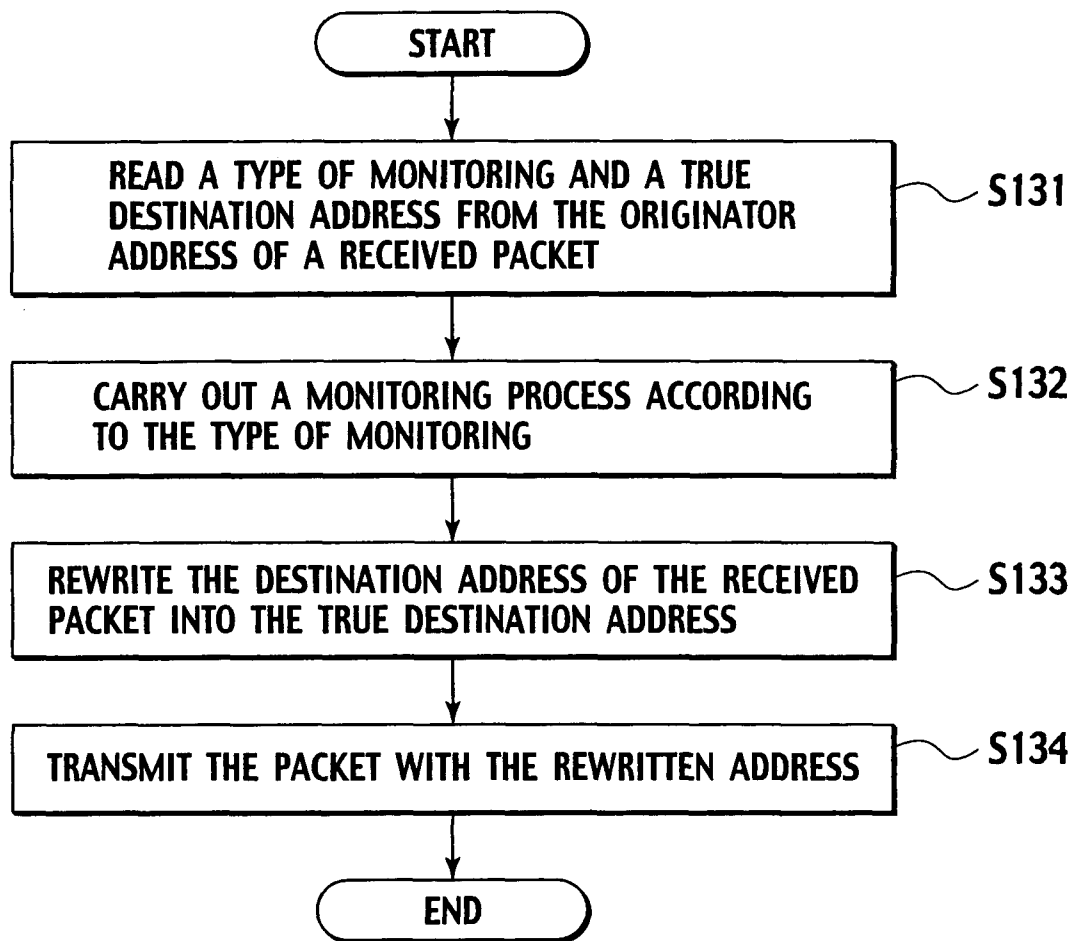 START
READ A TYPE OF MONITORING AND A TRUE
DESTINATION ADDRESS FROM THE ORIGINATOR
ADDRESS OF A RECEIVED PACKET
S131
CARRY OUT A MONITORING PROCESS ACCORDING
TO THE TYPE OF MONITORING
S132
REWRITE THE DESTINATION ADDRESS OF THE RECEIVED
PACKET INTO THE TRUE DESTINATION ADDRESS
S133
TRANSMIT THE PACKET WITH THE REWRITTEN ADDRESS
S134
END